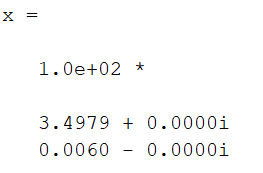 x =
1.0e+02 *
3.4979 + 0.0000i
0.0060 - 0.0000i